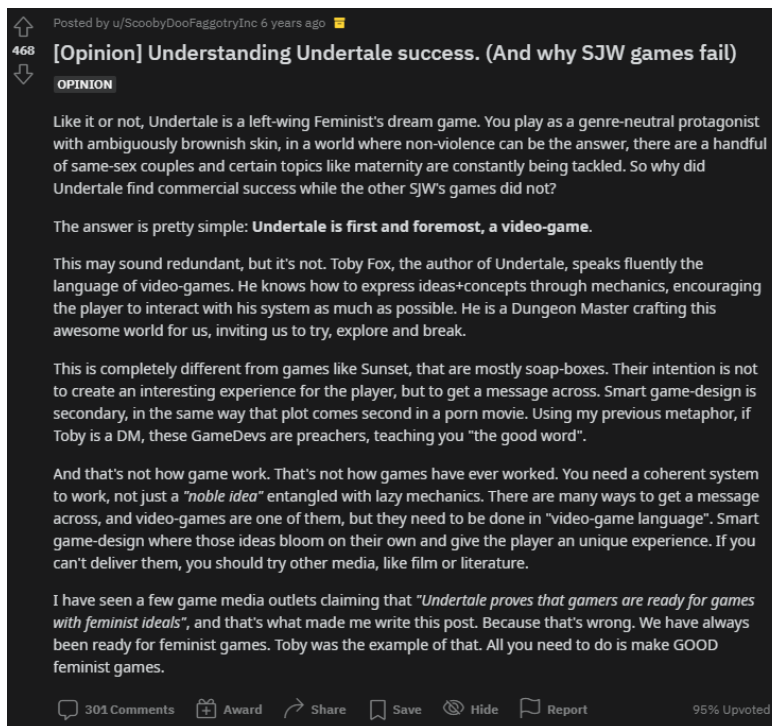 Posted by u/ScoobyDooFaggotryInc 6 years ago
468
[Opinion] Understanding Undertale success. (And why SJW games fail)
OPINION
Like it or not, Undertale is a left-wing Feminist's dream game. You play as a genre-neutral protagonist
with ambiguously brownish skin, in a world where non-violence can be the answer, there are a handful
of same-sex couples and certain topics like maternity are constantly being tackled. So why did
Undertale find commercial success while the other SJW's games did not?
The answer is pretty simple: Undertale is first and foremost, a video-game.
This may sound redundant, but it's not. Toby Fox, the author of Undertale, speaks fluently the
language of video-games. He knows how to express ideas+concepts through mechanics, encouraging
the player to interact with his system as much as possible. He is a Dungeon Master crafting this
awesome world for us, inviting us to try, explore and break.
This is completely different from games like Sunset, that are mostly soap-boxes. Their intention is not
to create an interesting experience for the player, but to get a message across. Smart game-design is
secondary, in the same way that plot comes second in a porn movie. Using my previous metaphor, if
Toby is a DM, these GameDevs are preachers, teaching you "the good word".
And that's not how game work. That's not how games have ever worked. You need a coherent system
to work, not just a "noble idea" entangled with lazy mechanics. There are many ways to get a message
across, and video-games are one of them, but they need to be done in "video-game language". Smart
game-design where those ideas bloom on their own and give the player an unique experience. If you
can't deliver them, you should try other media, like film or literature.
I have seen a few game media outlets claiming that "Undertale proves that gamers are ready for games
with feminist ideals", and that's what made me write this post. Because that's wrong. We have always
been ready for feminist games. Toby was the example of that. All you need to do is make GOOD
feminist games.
301 Comments Award Share Save Hide Report 95% Upvoted